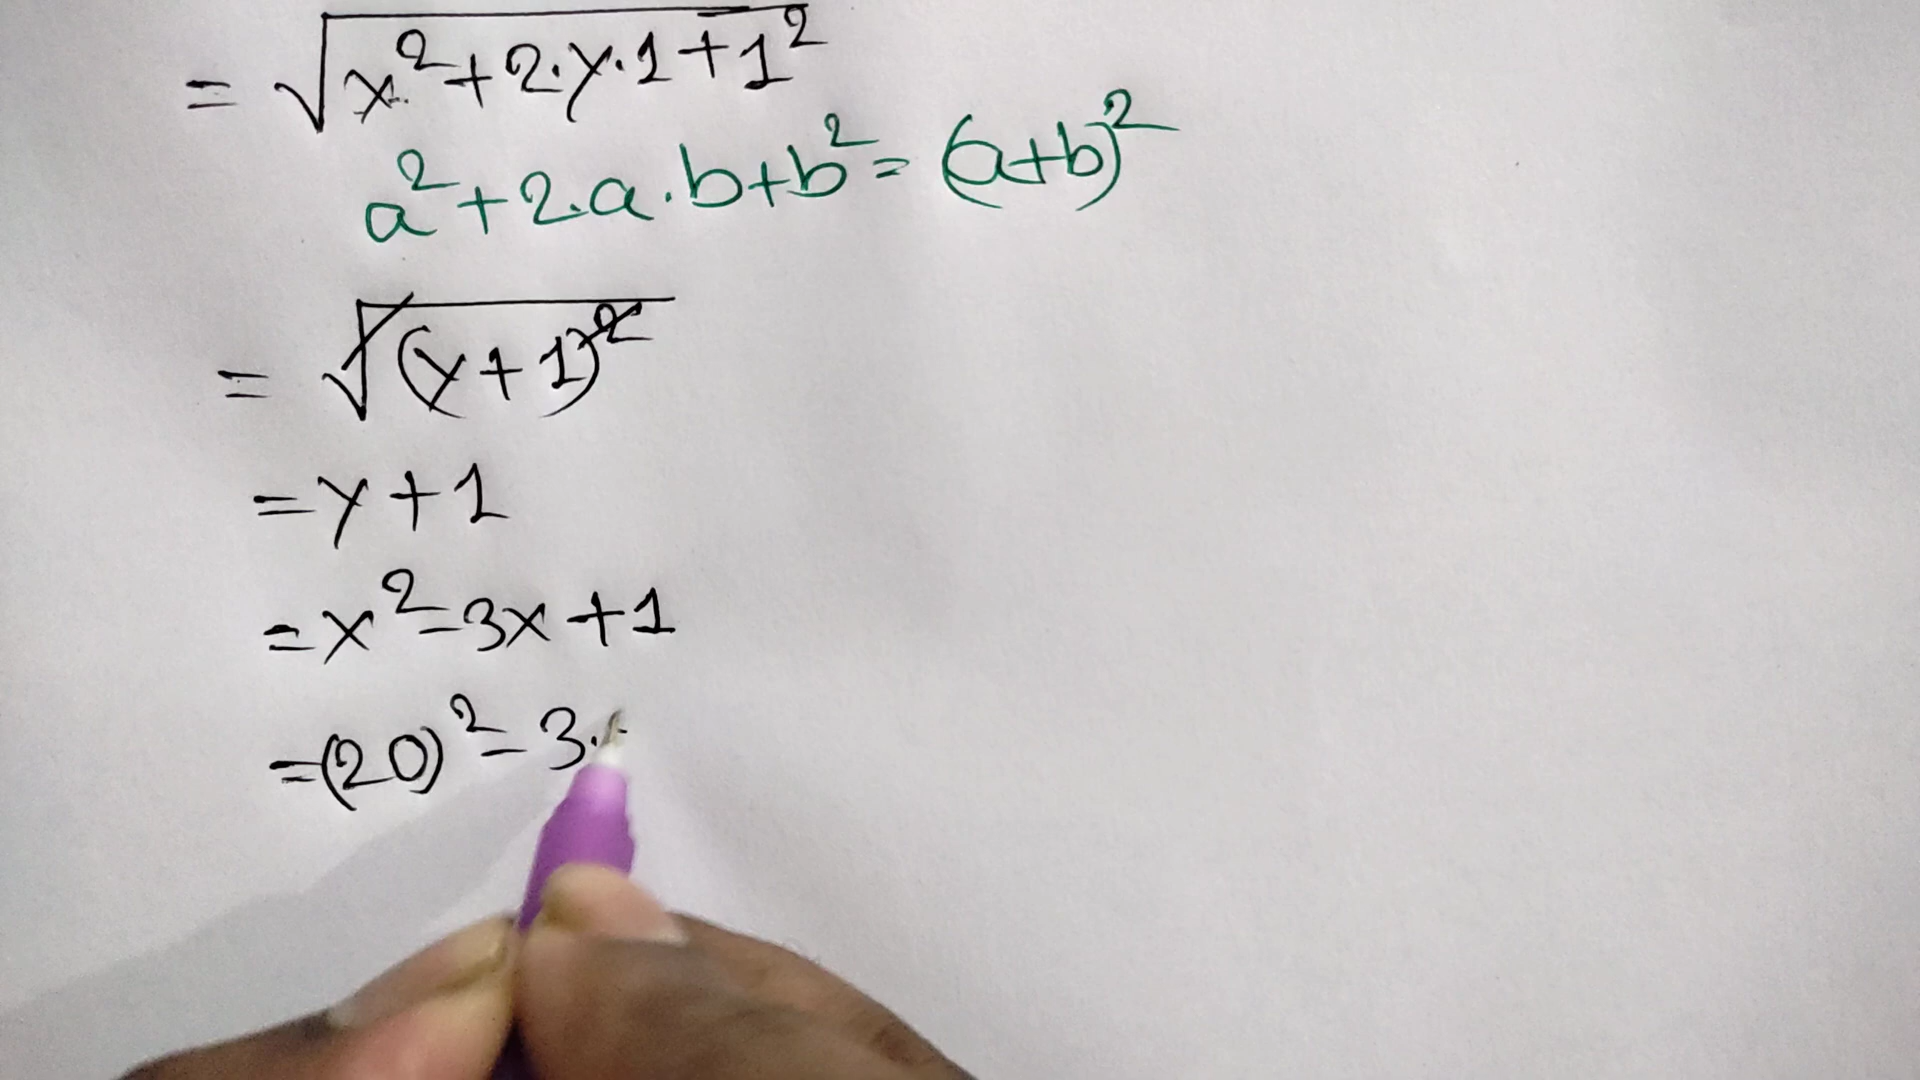 = √x²+2·y·1+1²
a²+2.a.b+b²= (a+b)²
= √(y+1)²
=y+1
=x²-3x+1
=(20)²-3.